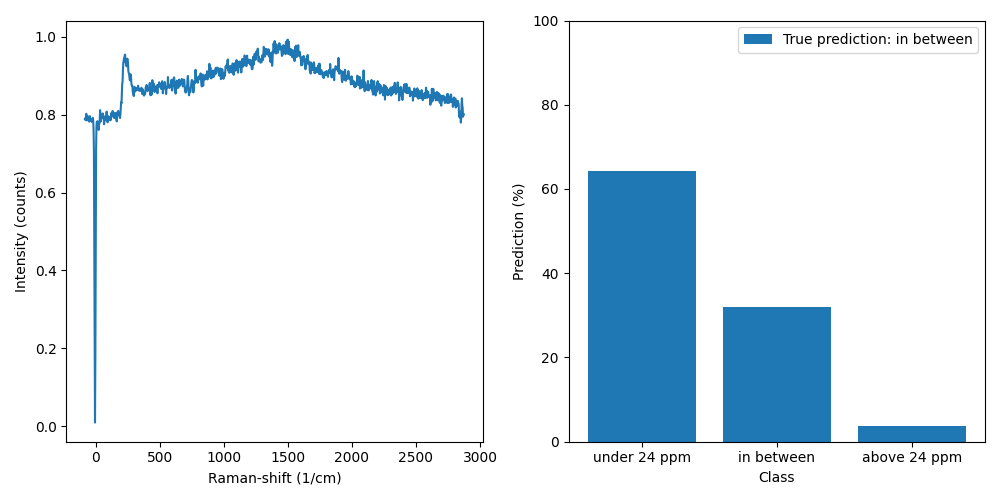 1.0
0.8
0.6
0.4
0.2
0.0
Intensity (counts)
0
500
1000
1500
2000
2500
3000
Raman-shift (1/cm)
100
80
60
40
20
0
Prediction (%)
True prediction: in between
under 24 ppm
in between
above 24 ppm
Class